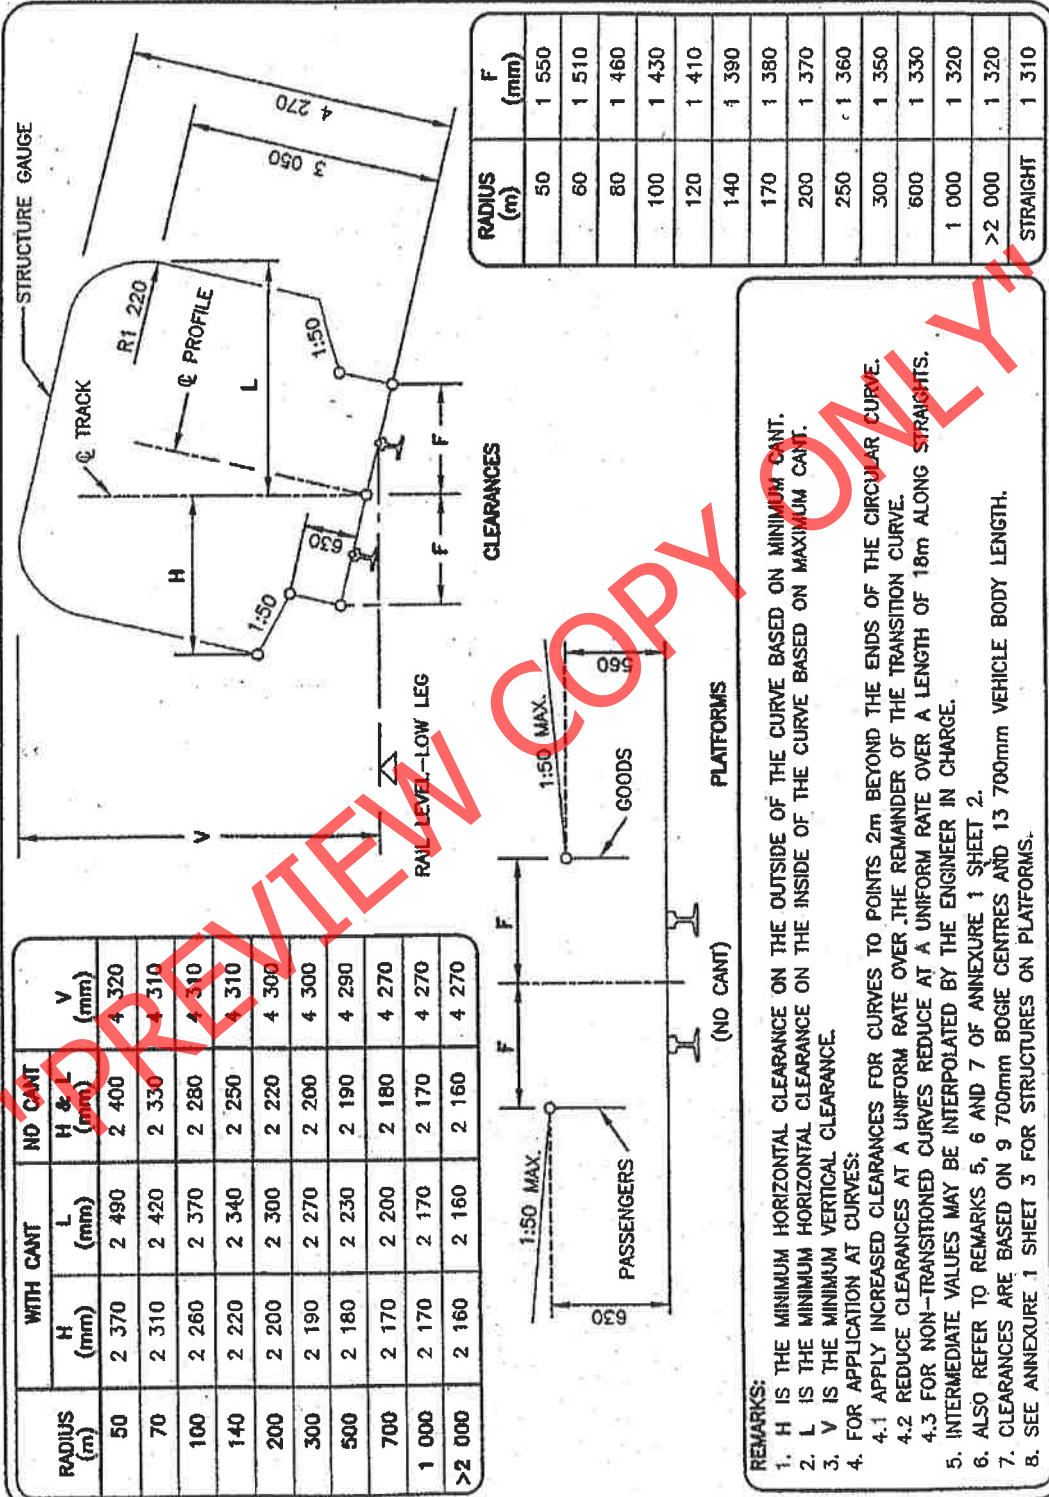 RADIUS (m) | WITH CANT | NO CANT | V (mm)
H (mm) | L (mm) | H & L (mm)
50 | 2 370 | 2 490 | 2 400 | 4 320
70 | 2 310 | 2 420 | 2 330 | 4 310
100 | 2 260 | 2 370 | 2 280 | 4 310
140 | 2 220 | 2 340 | 2 250 | 4 310
200 | 2 200 | 2 300 | 2 220 | 4 300
300 | 2 190 | 2 270 | 2 200 | 4 300
500 | 2 180 | 2 230 | 2 190 | 4 290
700 | 2 170 | 2 200 | 2 180 | 4 270
1 000 | 2 170 | 2 170 | 2 170 | 4 270
>2 000 | 2 160 | 2 160 | 2 160 | 4 270
STRUCTURE GAUGE
℄ TRACK
℄ PROFILE
R1 220
4 270
3 050
V
H
L
1:50
1:50
630
F
F
RAIL LEVEL-LOW LEG
CLEARANCES
1:50 MAX.
1:50 MAX.
F
F
630
560
PASSENGERS
GOODS
(NO CANT)
PLATFORMS
RADIUS (m) | F (mm)
50 | 1 550
60 | 1 510
80 | 1 460
100 | 1 430
120 | 1 410
140 | 1 390
170 | 1 380
200 | 1 370
250 | 1 360
300 | 1 350
600 | 1 330
1 000 | 1 320
>2 000 | 1 320
STRAIGHT | 1 310
REMARKS:
1. H IS THE MINIMUM HORIZONTAL CLEARANCE ON THE OUTSIDE OF THE CURVE BASED ON MINIMUM CANT.
2. L IS THE MINIMUM HORIZONTAL CLEARANCE ON THE INSIDE OF THE CURVE BASED ON MAXIMUM CANT.
3. V IS THE MINIMUM VERTICAL CLEARANCE.
4. FOR APPLICATION AT CURVES:
4.1 APPLY INCREASED CLEARANCES FOR CURVES TO POINTS 2m BEYOND THE ENDS OF THE CIRCULAR CURVE.
4.2 REDUCE CLEARANCES AT A UNIFORM RATE OVER THE REMAINDER OF THE TRANSITION CURVE.
4.3 FOR NON-TRANSITIONED CURVES REDUCE AT A UNIFORM RATE OVER A LENGTH OF 18m ALONG STRAIGHTS.
5. INTERMEDIATE VALUES MAY BE INTERPOLATED BY THE ENGINEER IN CHARGE.
6. ALSO REFER TO REMARKS 5, 6 AND 7 OF ANNEXURE 1 SHEET 2.
7. CLEARANCES ARE BASED ON 9 700mm BOGIE CENTRES AND 13 700mm VEHICLE BODY LENGTH.
8. SEE ANNEXURE 1 SHEET 3 FOR STRUCTURES ON PLATFORMS.
"PREVIEW COPY ONLY"